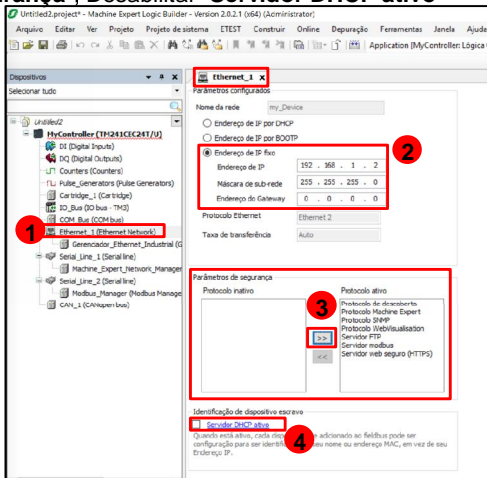 rança", Desabilitar "Servidor DHCP ativo"
Untitled2.project* - Machine Expert Logic Builder - Version 2.0.2.1 (x64) (Administrator)
Arquivo Editar Ver Projeto Projeto de sistema ETEST Construir Online Depuração Ferramentas Janela Ajuda
Application [MyController: Lógica
Dispositivos
Selecionar tudo
Untitled2
MyController (TM241CEC24T/U)
DI (Digital Inputs)
DQ (Digital Outputs)
Counters (Counters)
Pulse_Generators (Pulse Generators)
Cartridge_1 (Cartridge)
IO_Bus (IO bus - TM3)
COM_Bus (COM bus)
1
Ethernet_1 (Ethernet Network)
Gerenciador_Ethernet_Industrial (G
Serial_Line_1 (Serial line)
Machine_Expert_Network_Manager
Serial_Line_2 (Serial line)
Modbus_Manager (Modbus Manage
CAN_1 (CANopen bus)
Ethernet_1 X
Parâmetros configurados
Nome da rede my_Device
Endereço de IP por DHCP
Endereço de IP por BOOTP
Endereço de IP fixo
2
Endereço de IP 192 . 168 . 1 . 2
Máscara de sub-rede 255 . 255 . 255 . 0
Endereço do Gateway 0 . 0 . 0 . 0
Protocolo Ethernet Ethernet 2
Taxa de transferência Auto
Parâmetros de segurança
Protocolo inativo Protocolo ativo
3
>>
<<
Protocolo de descoberta
Protocolo Machine Expert
Protocolo SNMP
Protocolo WebVisualisation
Servidor FTP
Servidor modbus
Servidor web seguro (HTTPS)
Identificação de dispositivo escravo
Servidor DHCP ativo
4
Quando está ativo, cada disp e adicionado ao fieldbus pode ser
configuração para ser identifi seu nome ou endereço MAC, em vez de seu
Endereço IP.